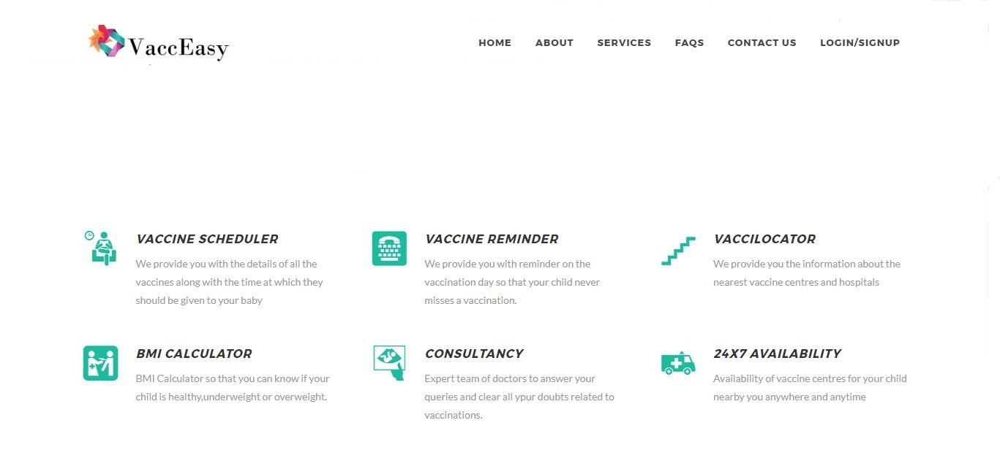 VaccEasy
HOME ABOUT SERVICES FAQS CONTACT US LOGIN/SIGNUP
VACCINE SCHEDULER
We provide you with the details of all the
vaccines along with the time at which they
should be given to your baby
VACCINE REMINDER
We provide you with reminder on the
vaccination day so that your child never
misses a vaccination.
VACCILOCATOR
We provide you the information about the
nearest vaccine centres and hospitals
BMI CALCULATOR
BMI Calculator so that you can know if your
child is healthy,underweight or overweight.
CONSULTANCY
Expert team of doctors to answer your
queries and clear all ypur doubts related to
vaccinations.
24X7 AVAILABILITY
Availability of vaccine centres for your child
nearby you anywhere and anytime